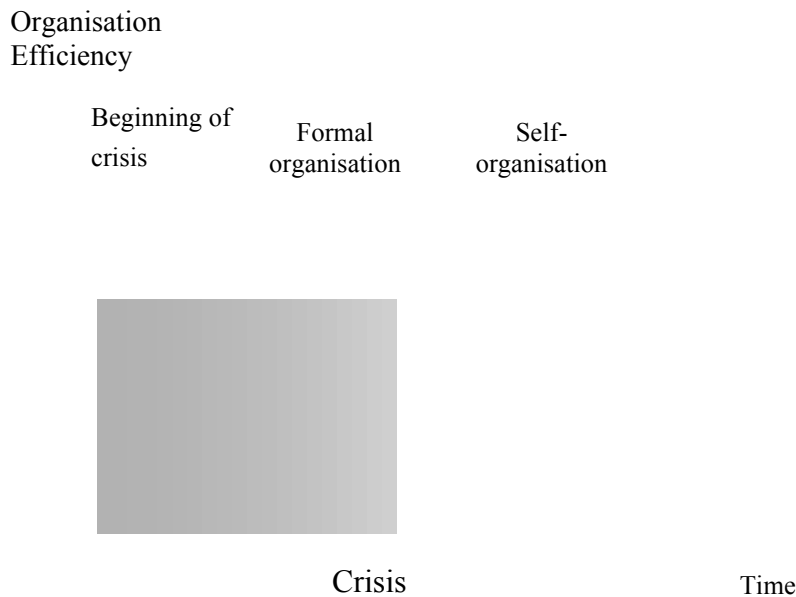 Organisation
Efficiency
Beginning of
crisis
Formal
organisation
Self-
organisation
Crisis
Time